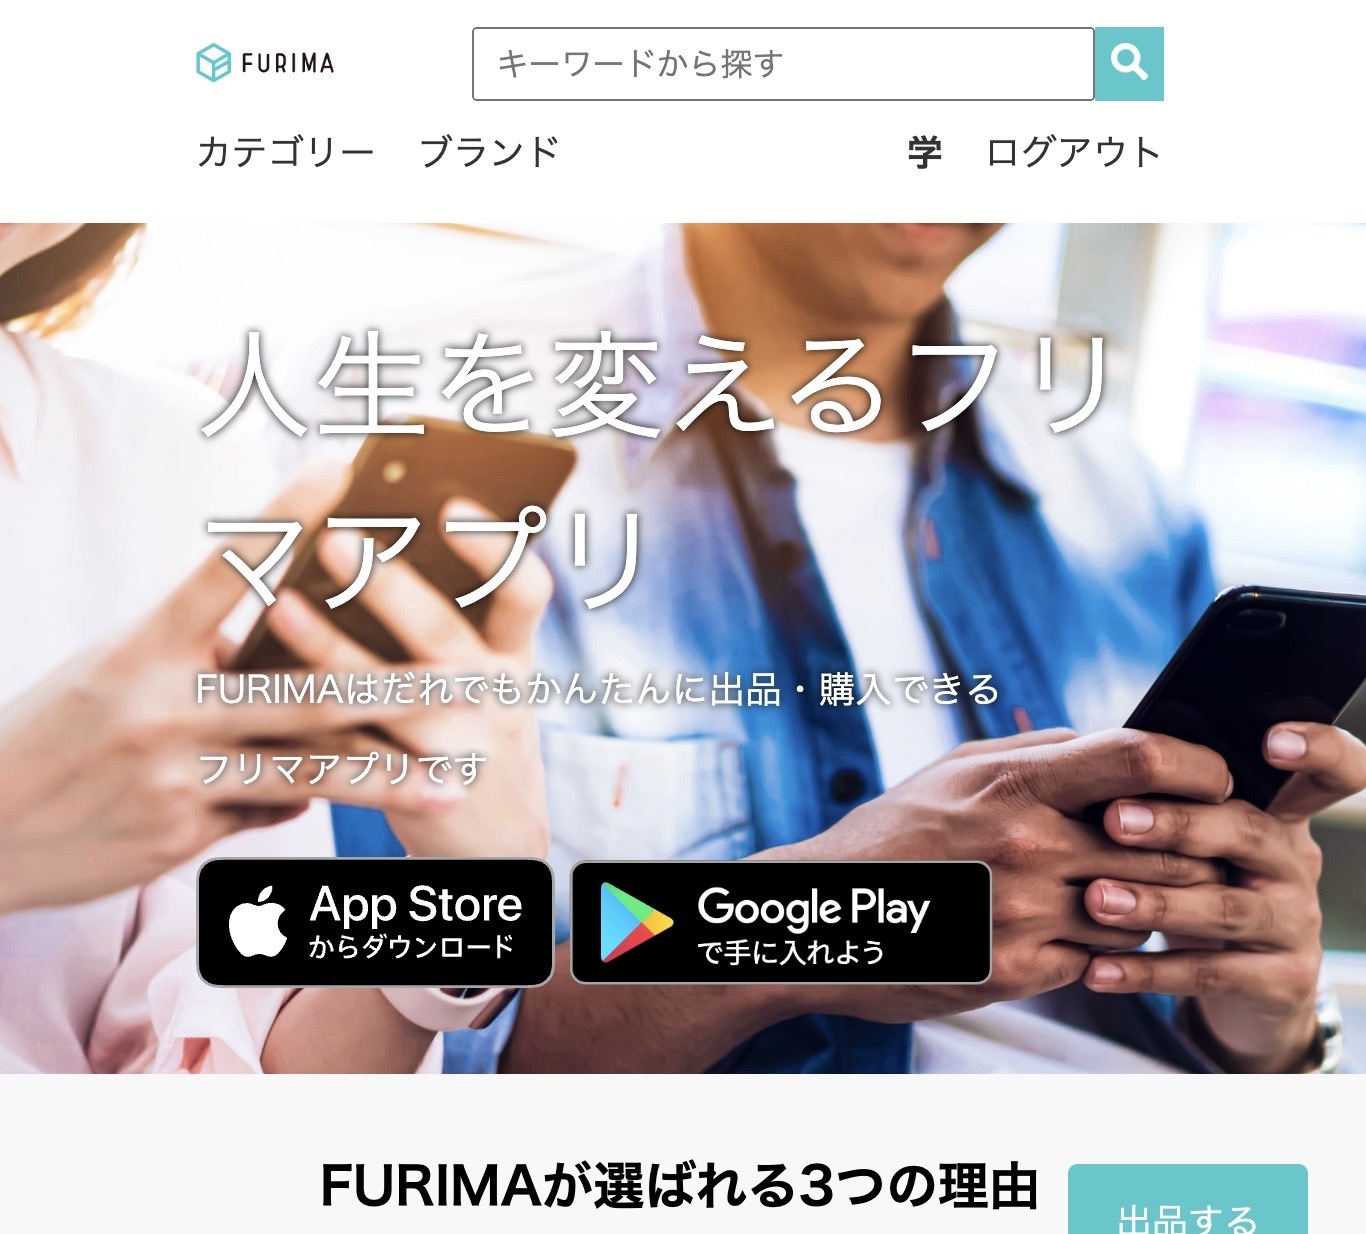 FURIMA
キーワードから探す
カテゴリー ブランド 学 ログアウト
人生を変えるフリ
マアプリ
FURIMAはだれでもかんたんに出品・購入できる
フリマアプリです
App Store
からダウンロード
Google Play
で手に入れよう
FURIMAが選ばれる3つの理由
出品する